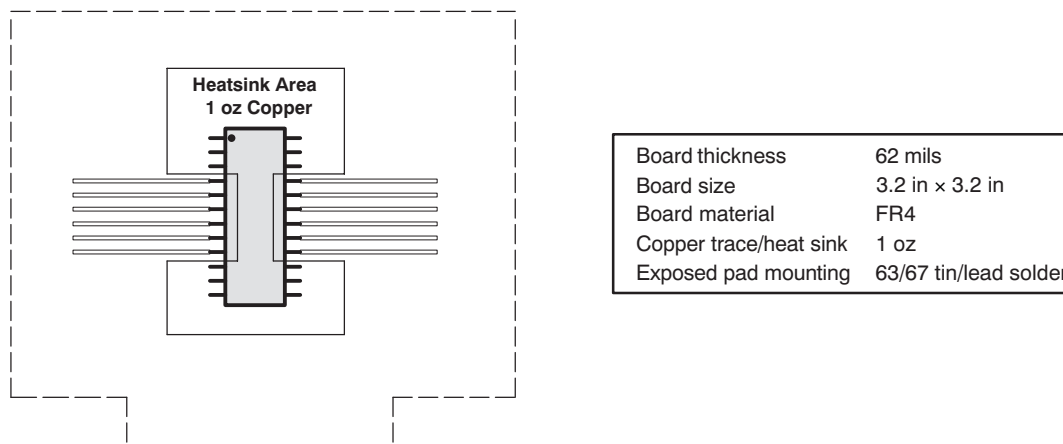 Heatsink Area
1 oz Copper
Board thickness 62 mils
Board size 3.2 in × 3.2 in
Board material FR4
Copper trace/heat sink 1 oz
Exposed pad mounting 63/67 tin/lead solder